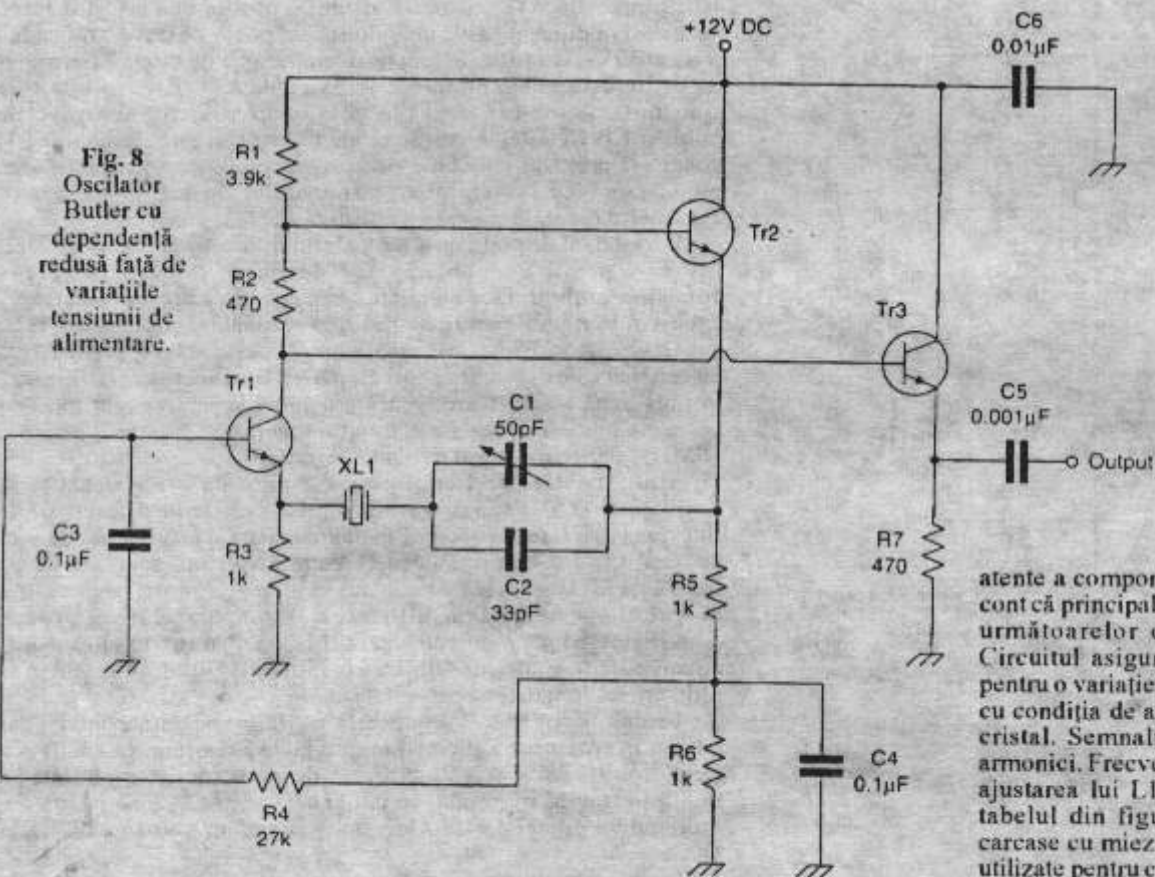 +12V DC
C6
0.01µF
Fig. 8
Oscilator
Butler cu
dependență
redusă față de
variațiile
tensiunii de
alimentare.
R1
3.9k
Tr2
R2
470
Tr3
Tr1
C1
50pF
C5
0.001µF
XL1
Output
C3
0.1µF
R3
1k
C2
33pF
R5
1k
R7
470
R4
27k
R6
1k
C4
0.1µF
atente a compor
cont că principal
următoarelor
Circuitul asigur
pentru o variație
cu condiția de a
cristal. Semnal
armonici. Frecve
ajustarea lui
tabelul din figu
carcase cu miez
utilizate pentru c